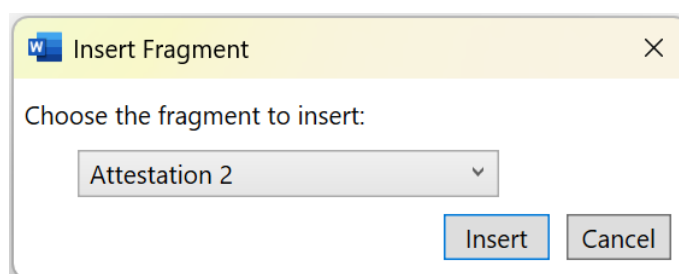 Insert Fragment
Choose the fragment to insert:
Attestation 2
Insert Cancel